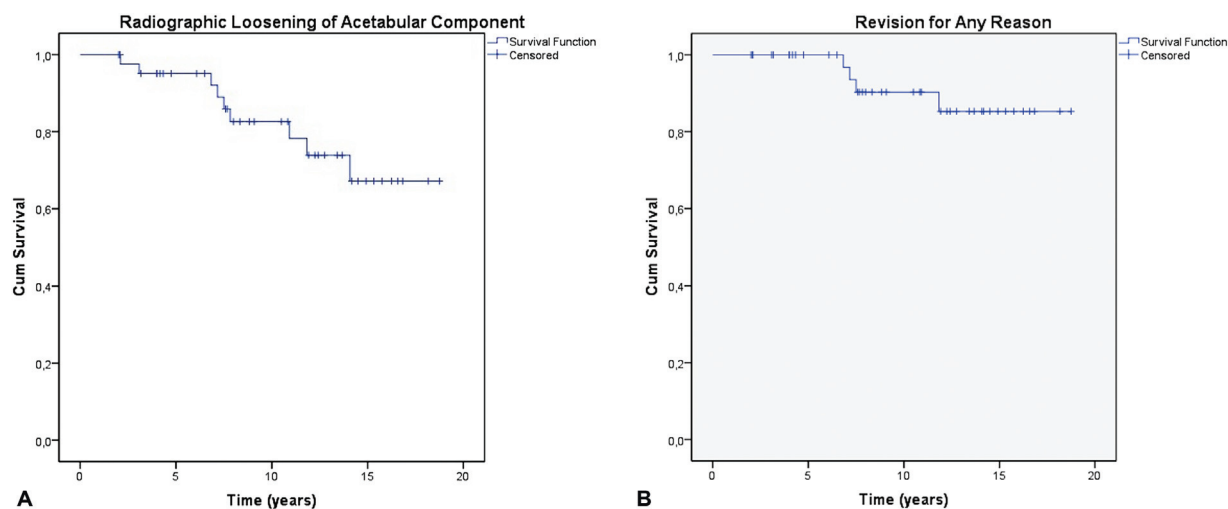 Radiographic Loosening of Acetabular Component
Survival Function
Censored
1,0
0,8
0,6
0,4
0,2
0,0
Cum Survival
0 5 10 15 20
Time (years)
A
Revision for Any Reason
Survival Function
Censored
1,0
0,8
0,6
0,4
0,2
0,0
Cum Survival
0 5 10 15 20
Time (years)
B